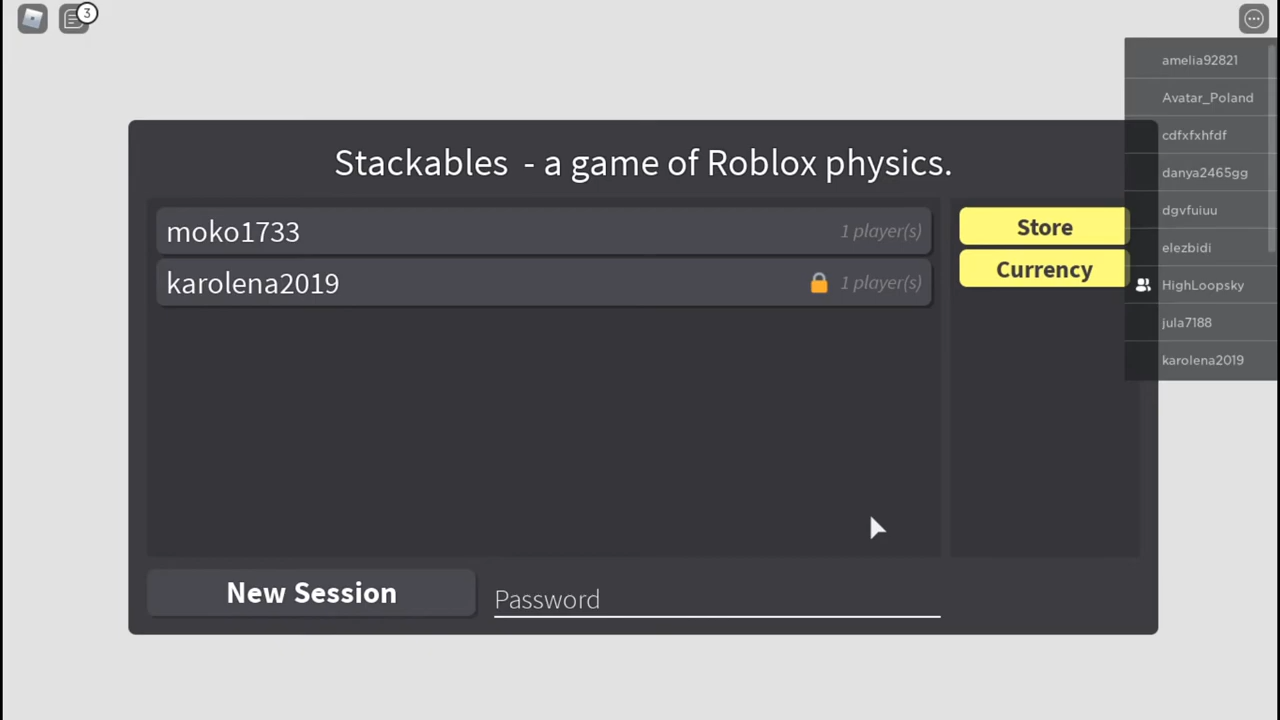 3
Stackables - a game of Roblox physics.
moko1733 1 player(s)
karolena2019 1 player(s)
Store
Currency
New Session
Password
amelia92821
Avatar_Poland
cdfxfxhfdf
danya2465gg
dgvfuiuu
elezbidi
HighLoopsky
jula7188
karolena2019